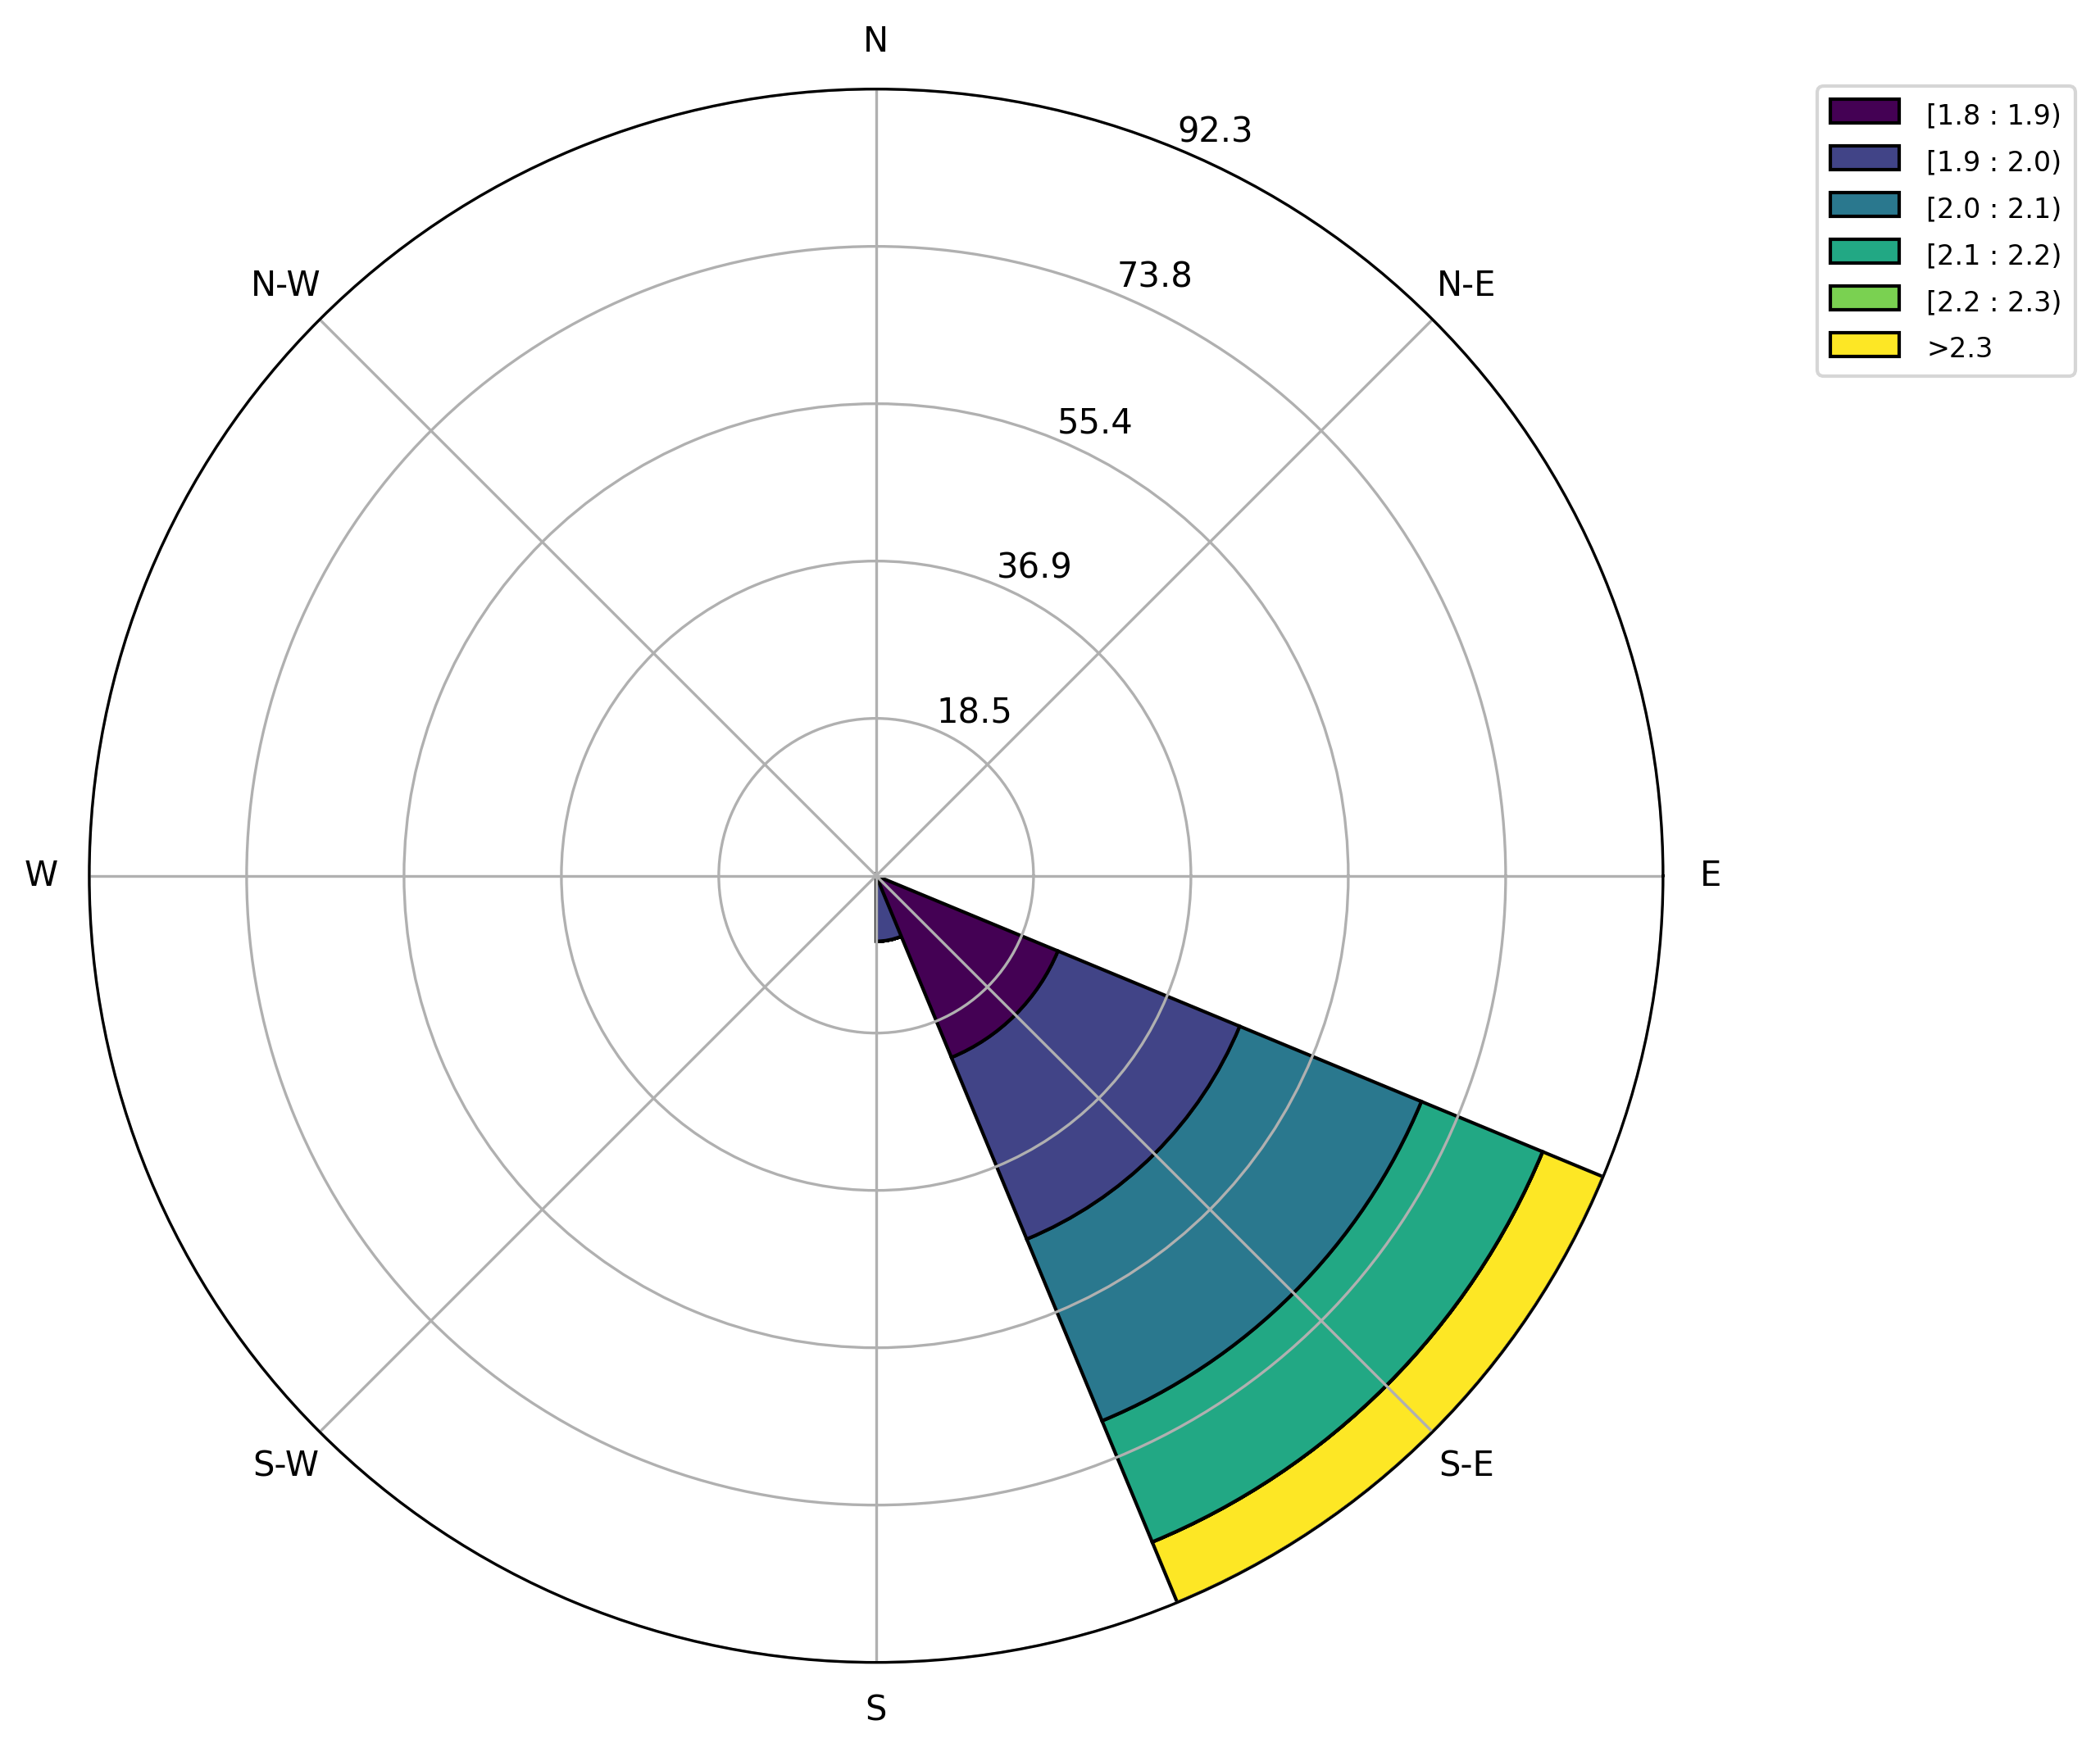 N
92.3
[1.8 : 1.9)
[1.9 : 2.0)
[2.0 : 2.1)
[2.1 : 2.2)
[2.2 : 2.3)
>2.3
73.8
N-W
N-E
55.4
36.9
18.5
W
E
S-W
S-E
S